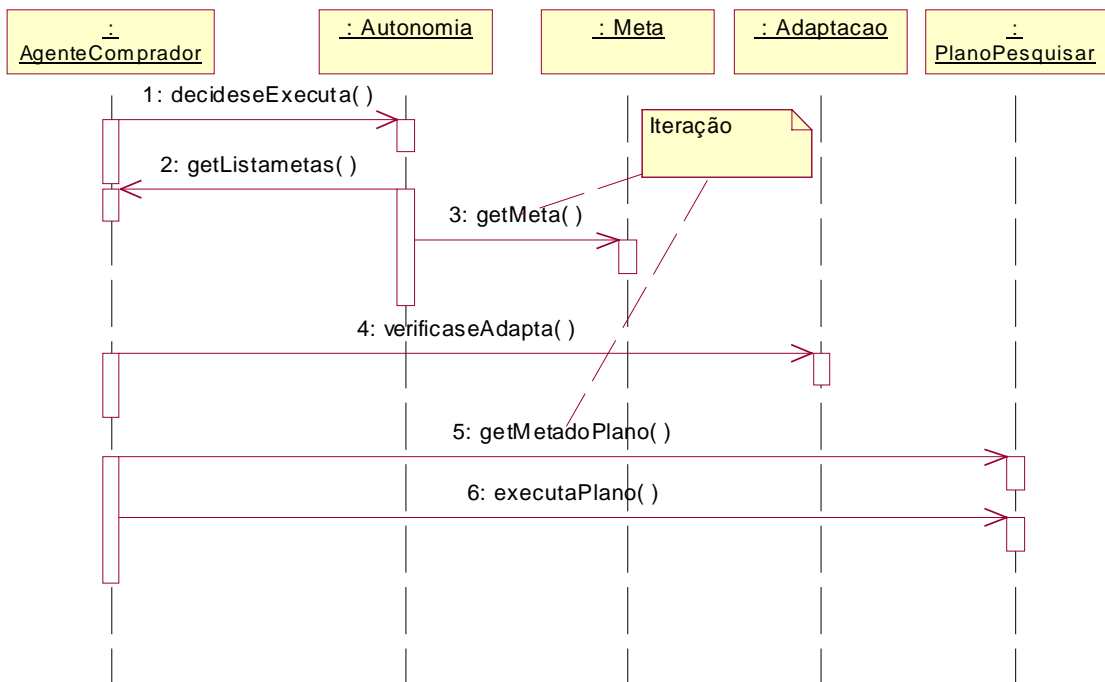 :
AgenteComprador
: Autonomia
: Meta
: Adaptacao
:
PlanoPesquisar
1: decideseExecuta( )
Iteração
2: getListametas( )
3: getMeta( )
4: verificaseAdapta( )
5: getMetadoPlano( )
6: executaPlano( )